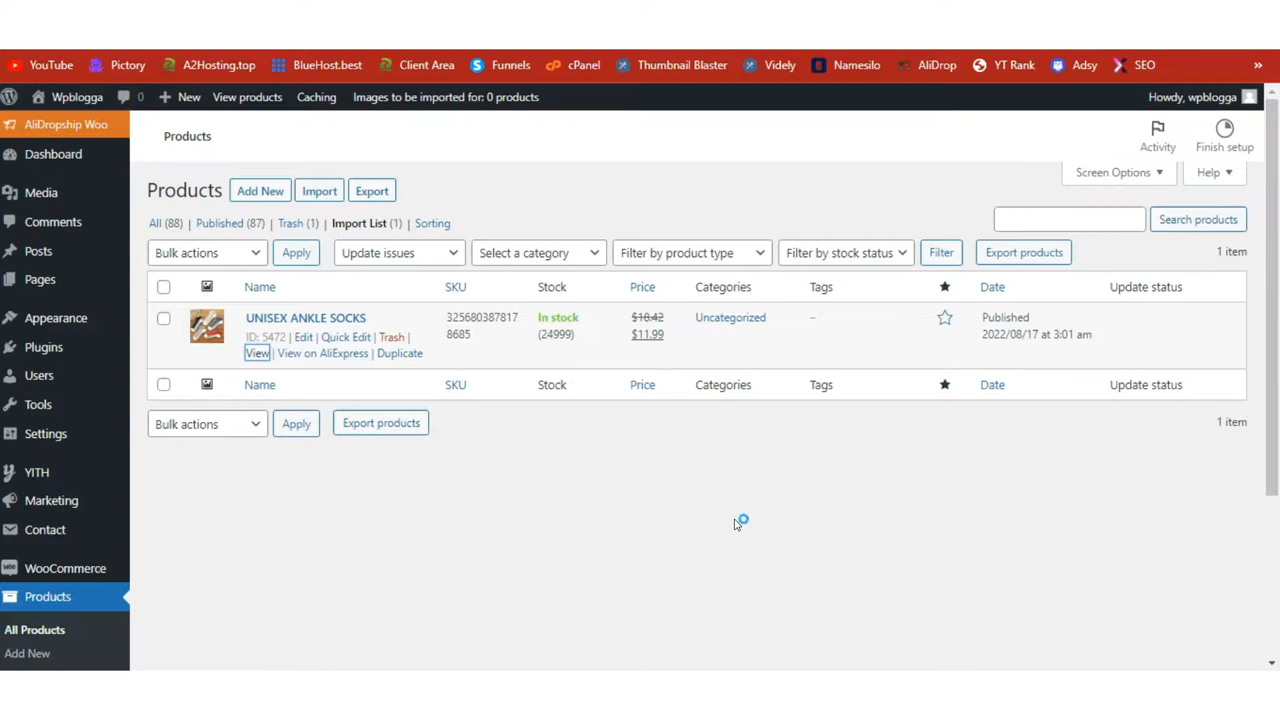 YouTube Pictory A2Hosting.top BlueHost.best Client Area Funnels cPanel Thumbnail Blaster Videly Namesilo AliDrop YT Rank Adsy SEO »
Wpblogga 0 New View products Caching Images to be imported for: 0 products Howdy, wpblogga
AliDropship Woo
Dashboard
Media
Comments
Posts
Pages
Appearance
Plugins
Users
Tools
Settings
YITH
Marketing
Contact
WooCommerce
Products
All Products
Add New
Products
Activity
Finish setup
Screen Options ▼ Help ▼
Products Add New Import Export
All (88) | Published (87) | Trash (1) | Import List (1) | Sorting
Search products
Bulk actions Apply Update issues Select a category Filter by product type Filter by stock status Filter Export products 1 item
Name SKU Stock Price Categories Tags Date Update status
UNISEX ANKLE SOCKS
ID: 5472 | Edit | Quick Edit | Trash |
View | View on AliExpress | Duplicate
325680387817
8685
In stock
(24999)
$18.42
$11.99
Uncategorized
–
Published
2022/08/17 at 3:01 am
Name SKU Stock Price Categories Tags Date Update status
Bulk actions Apply Export products 1 item